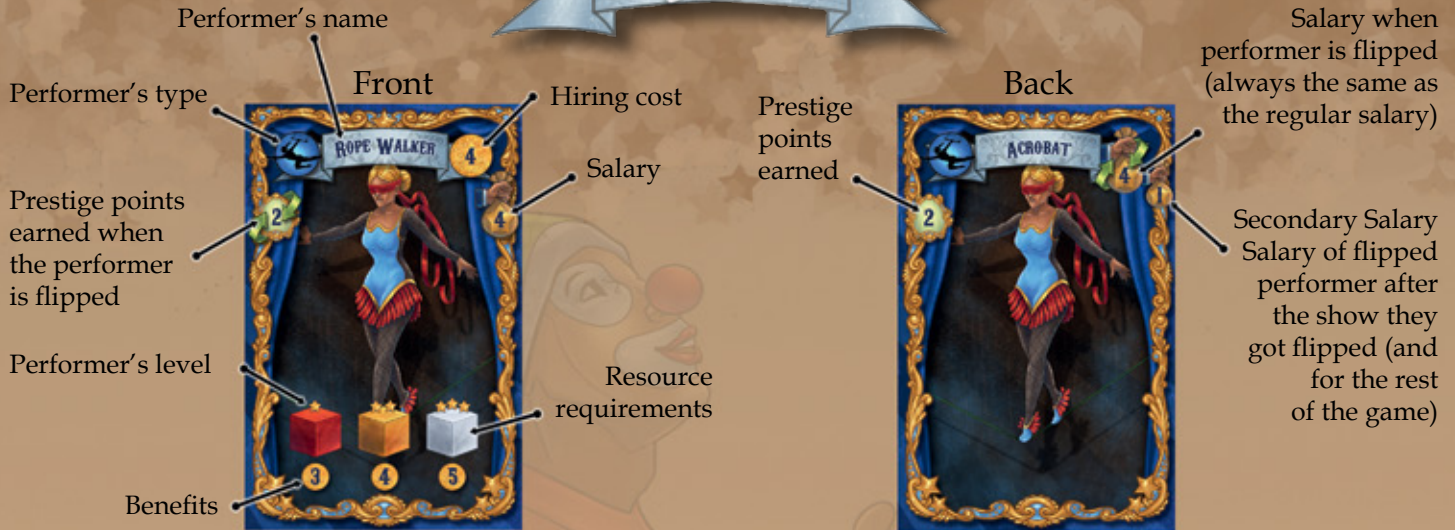 Performer's name
Performer's type
Front
Hiring cost
Salary
Prestige points
earned when
the performer
is flipped
Performer's level
Resource
requirements
Benefits
ROPE WALKER
4
4
2
3
4
5
Back
Prestige
points
earned
Salary when
performer is flipped
(always the same as
the regular salary)
Secondary Salary
Salary of flipped
performer after
the show they
got flipped (and
for the rest
of the game)
ACROBAT
4
1
2